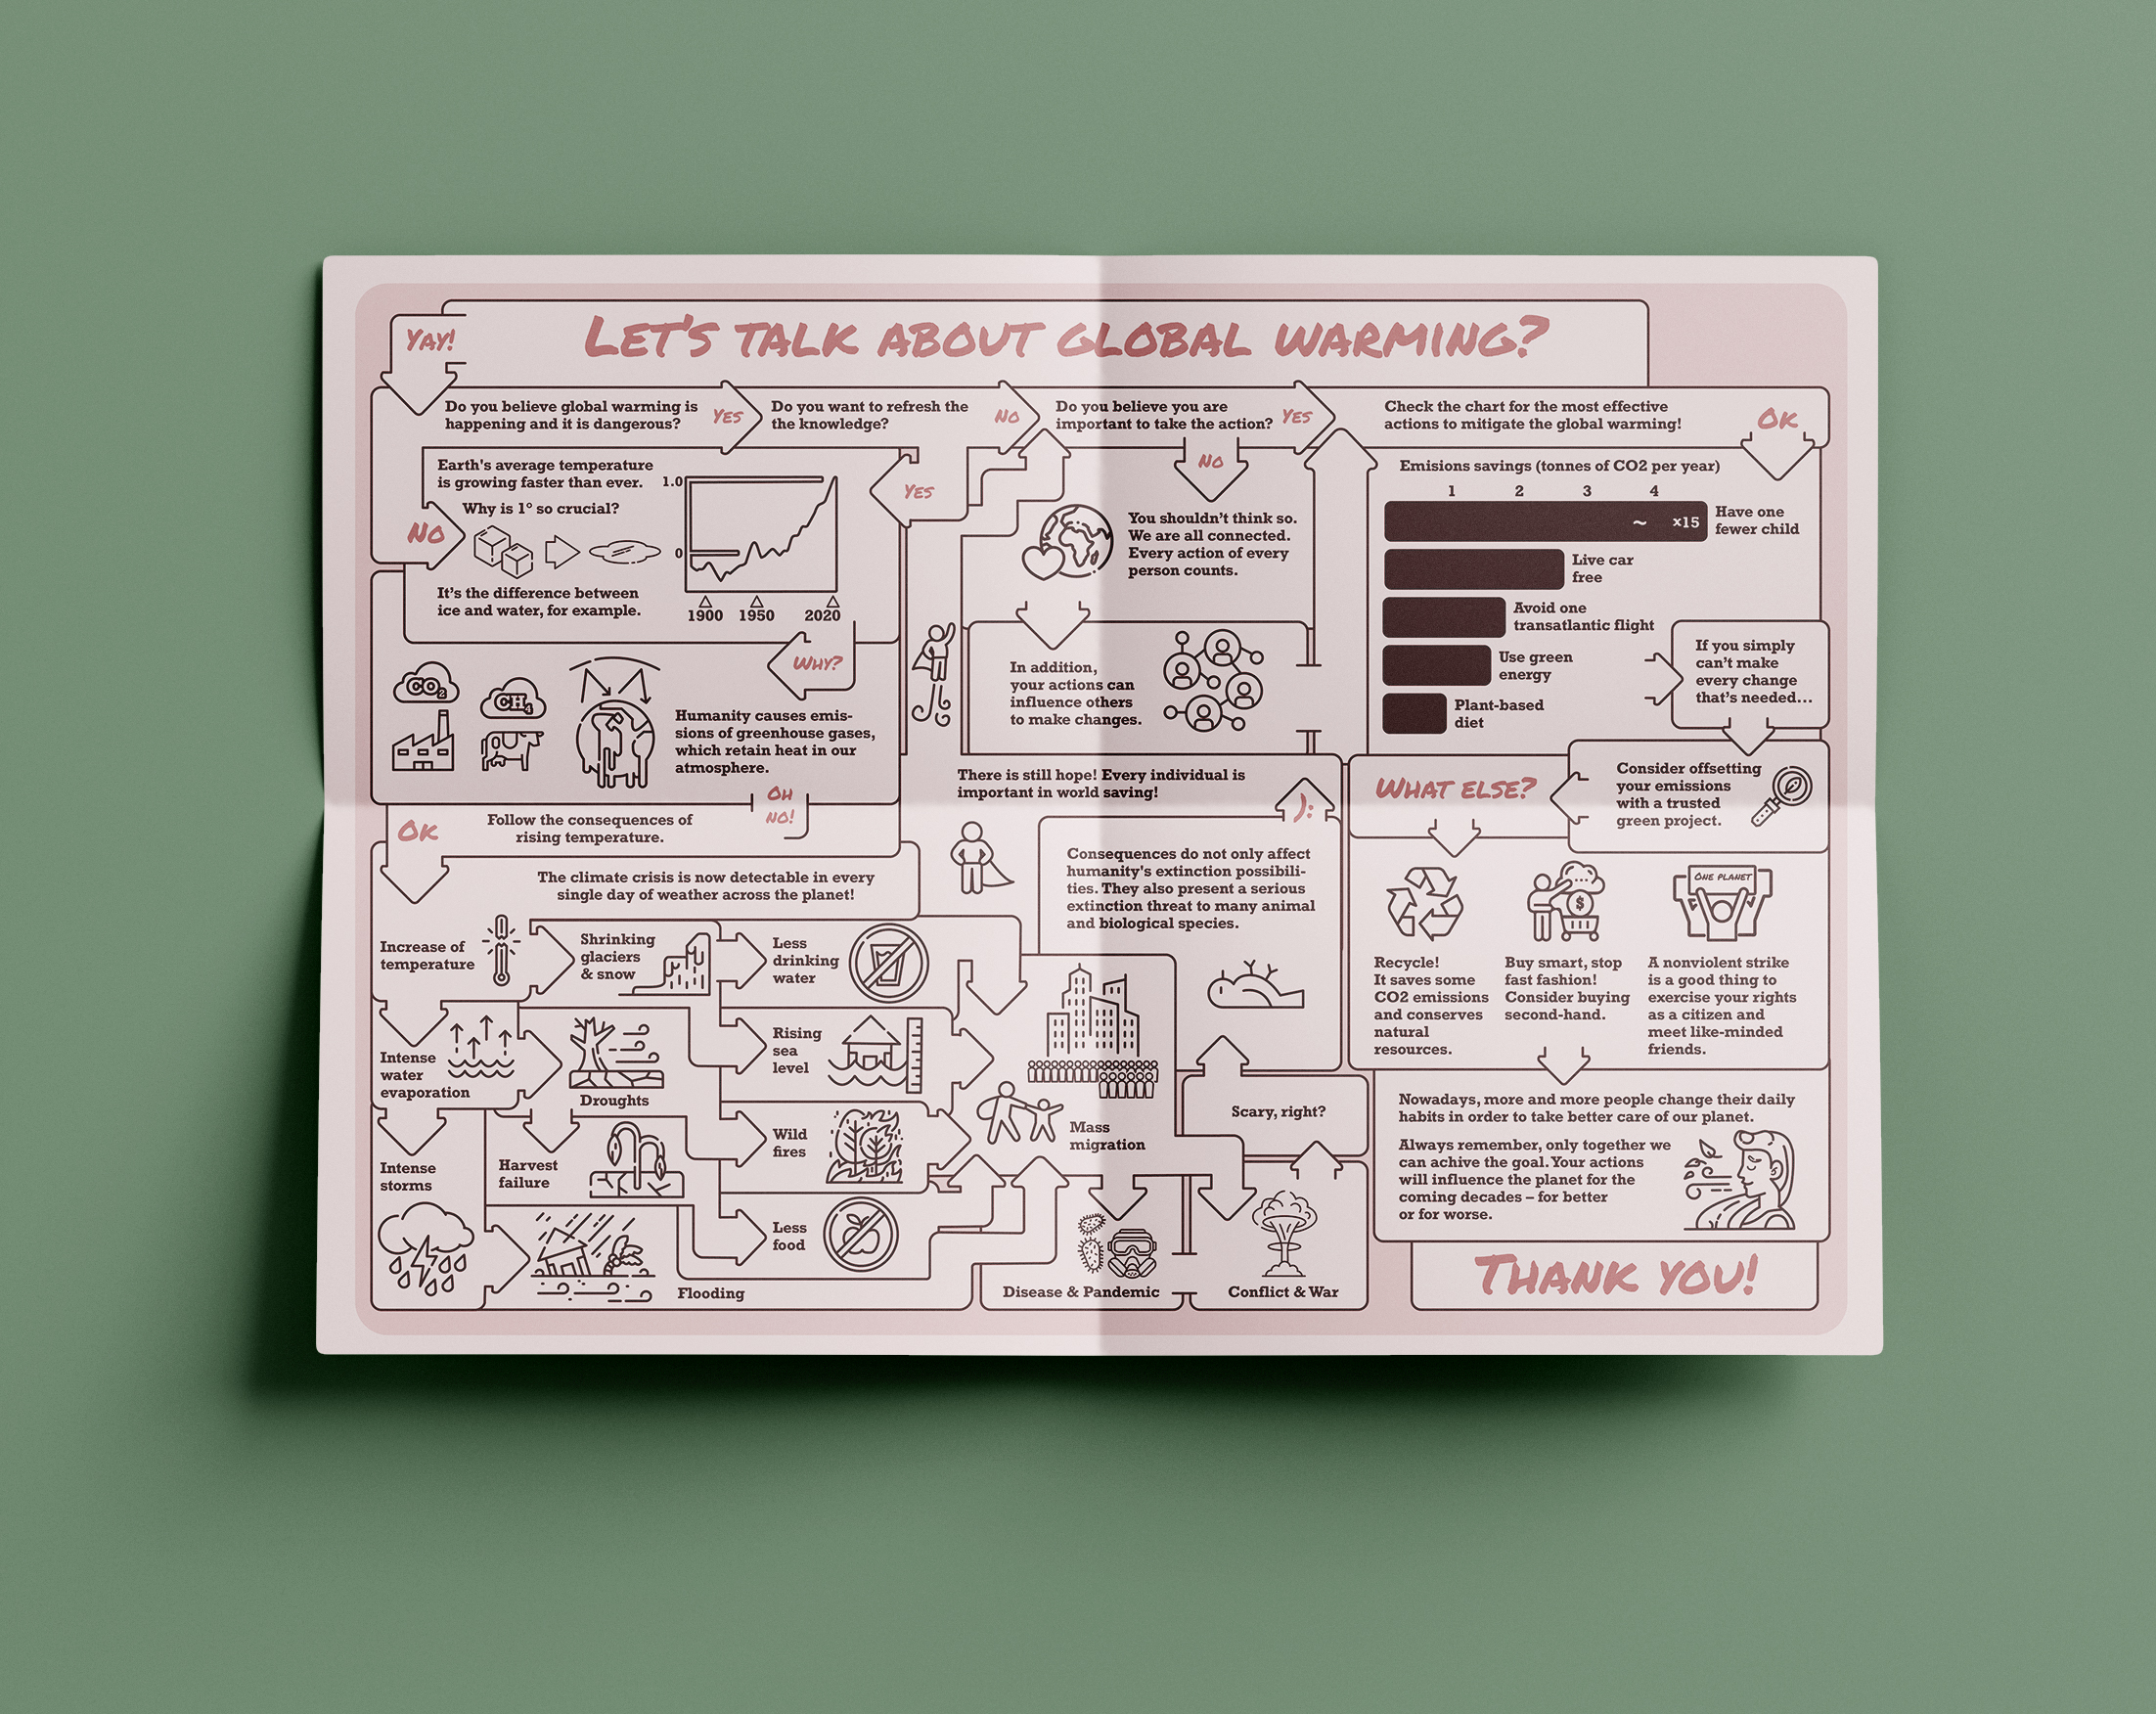 LET'S TALK ABOUT GLOBAL WARMING?
YAY!
Do you believe global warming is
happening and it is dangerous?
YES
Do you want to refresh the
the knowledge?
NO
Do you believe you are
important to take the action?
YES
Check the chart for the most effective
actions to mitigate the global warming!
OK
NO
Earth's average temperature
is growing faster than ever.
Why is 1° so crucial?
It's the difference between
ice and water, for example.
1.0
0
1900
1950
2020
YES
WHY?
CO2
CH4
Humanity causes emis-
sions of greenhouse gases,
which retain heat in our
atmosphere.
OH
NO!
OK
Follow the consequences of
rising temperature.
The climate crisis is now detectable in every
single day of weather across the planet!
Increase of
temperature
Shrinking
glaciers
& snow
Less
drinking
water
Intense
water
evaporation
Droughts
Rising
sea
level
Intense
storms
Harvest
failure
Wild
fires
Less
food
Flooding
Mass
migration
Disease & Pandemic
Conflict & War
Scary, right?
Consequences do not only affect
humanity's extinction possibili-
ties. They also present a serious
extinction threat to many animal
and biological species.
):
There is still hope! Every individual is
important in world saving!
NO
You shouldn't think so.
We are all connected.
Every action of every
person counts.
In addition,
your actions can
influence others
to make changes.
Emisions savings (tonnes of CO2 per year)
1
2
3
4
~ x15
Have one
fewer child
Live car
free
Avoid one
transatlantic flight
Use green
energy
Plant-based
diet
If you simply
can't make
every change
that's needed...
Consider offsetting
your emissions
with a trusted
green project.
WHAT ELSE?
$
ONE PLANET
Recycle!
It saves some
CO2 emissions
and conserves
natural
resources.
Buy smart, stop
fast fashion!
Consider buying
second-hand.
A nonviolent strike
is a good thing to
exercise your rights
as a citizen and
meet like-minded
friends.
Nowadays, more and more people change their daily
habits in order to take better care of our planet.
Always remember, only together we
can achive the goal. Your actions
will influence the planet for the
coming decades – for better
or for worse.
THANK YOU!